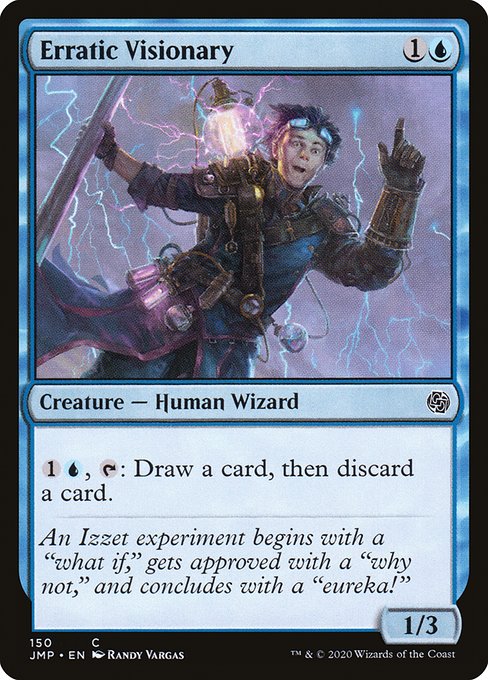 Erratic Visionary 1
Creature — Human Wizard
1, : Draw a card, then discard
a card.
An Izzet experiment begins with a
"what if," gets approved with a "why
not," and concludes with a "eureka!"
1/3
150 C
JMP • EN Randy Vargas
™ & © 2020 Wizards of the Coast